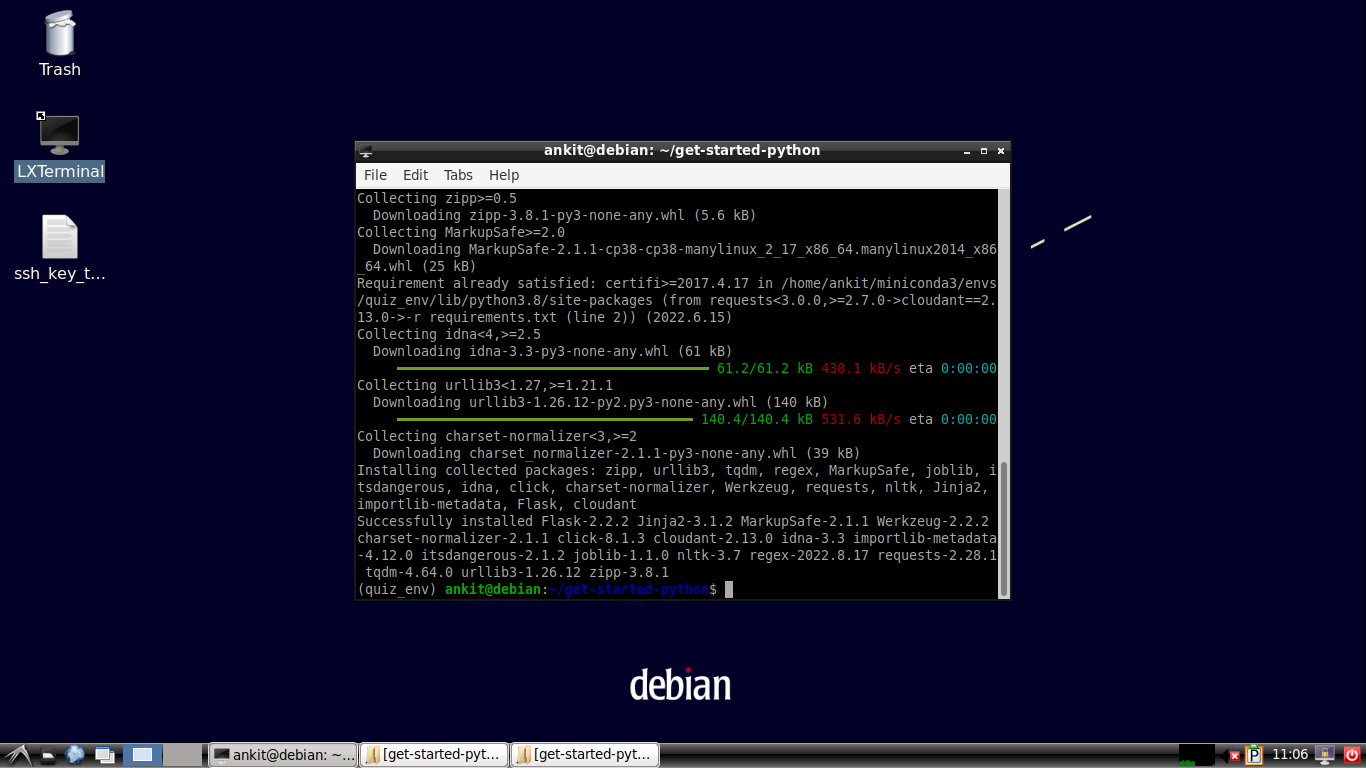 Trash
LXTerminal
ssh_key_t...
ankit@debian: ~/get-started-python
File Edit Tabs Help
Collecting zipp>=0.5
  Downloading zipp-3.8.1-py3-none-any.whl (5.6 kB)
Collecting MarkupSafe>=2.0
  Downloading MarkupSafe-2.1.1-cp38-cp38-manylinux_2_17_x86_64.manylinux2014_x86
_64.whl (25 kB)
Requirement already satisfied: certifi>=2017.4.17 in /home/ankit/miniconda3/envs
/quiz_env/lib/python3.8/site-packages (from requests<3.0.0,>=2.7.0->cloudant==2.
13.0->-r requirements.txt (line 2)) (2022.6.15)
Collecting idna<4,>=2.5
  Downloading idna-3.3-py3-none-any.whl (61 kB)
61.2/61.2 kB 430.1 kB/s eta 0:00:00
Collecting urllib3<1.27,>=1.21.1
  Downloading urllib3-1.26.12-py2.py3-none-any.whl (140 kB)
140.4/140.4 kB 531.6 kB/s eta 0:00:00
Collecting charset-normalizer<3,>=2
  Downloading charset_normalizer-2.1.1-py3-none-any.whl (39 kB)
Installing collected packages: zipp, urllib3, tqdm, regex, MarkupSafe, joblib, i
tsdangerous, idna, click, charset-normalizer, Werkzeug, requests, nltk, Jinja2,
importlib-metadata, Flask, cloudant
Successfully installed Flask-2.2.2 Jinja2-3.1.2 MarkupSafe-2.1.1 Werkzeug-2.2.2
charset-normalizer-2.1.1 click-8.1.3 cloudant-2.13.0 idna-3.3 importlib-metadata
-4.12.0 itsdangerous-2.1.2 joblib-1.1.0 nltk-3.7 regex-2022.8.17 requests-2.28.1
 tqdm-4.64.0 urllib3-1.26.12 zipp-3.8.1
(quiz_env) ankit@debian:~/get-started-python$
debian
ankit@debian: ~... [get-started-pyt... [get-started-pyt... P 11:06